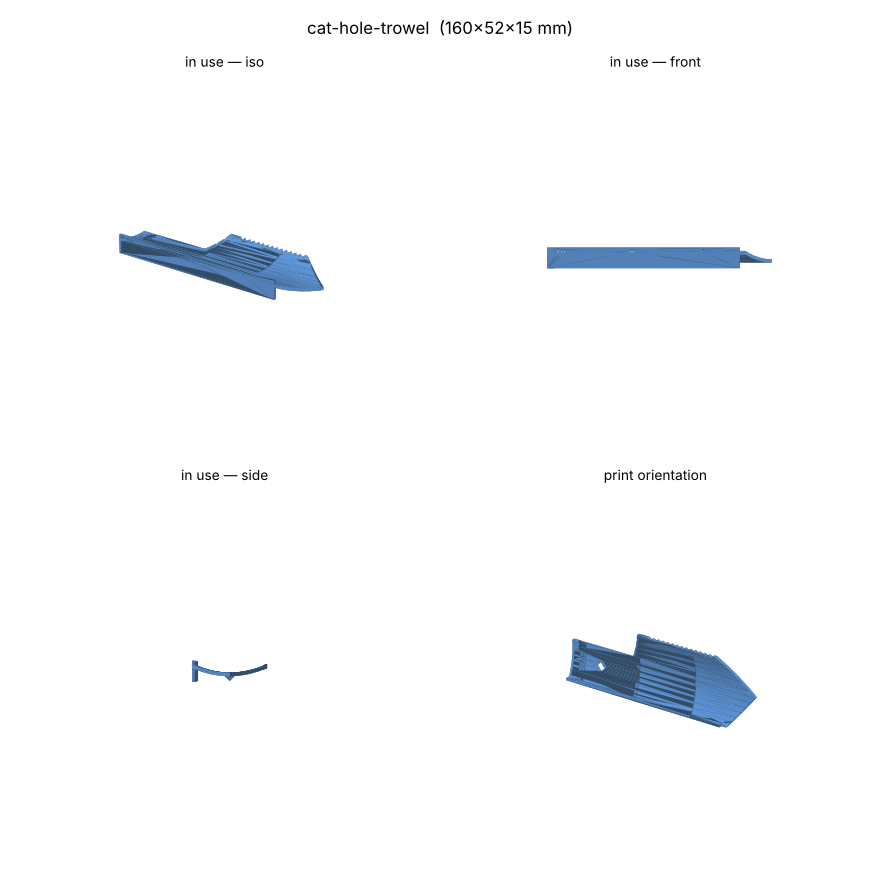 cat-hole-trowel (160×52×15 mm)
in use — iso
in use — front
in use — side
print orientation